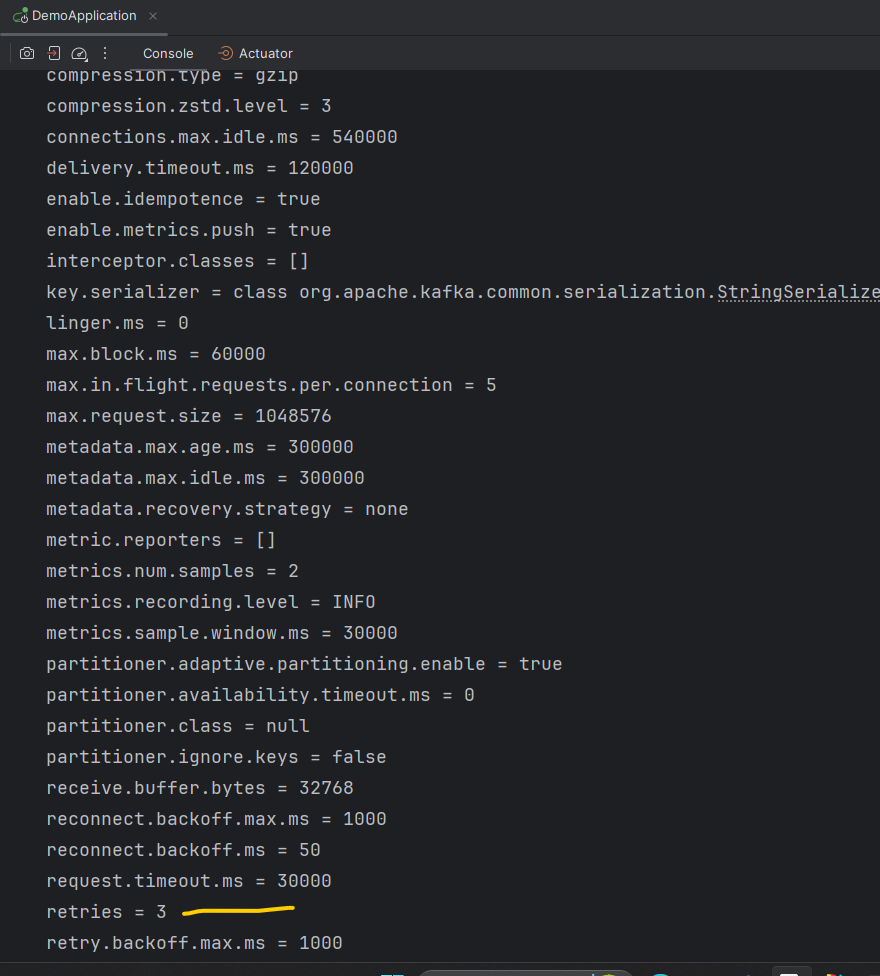 DemoApplication
Console Actuator
compression.type = gzip
compression.zstd.level = 3
connections.max.idle.ms = 540000
delivery.timeout.ms = 120000
enable.idempotence = true
enable.metrics.push = true
interceptor.classes = []
key.serializer = class org.apache.kafka.common.serialization.StringSerialize
linger.ms = 0
max.block.ms = 60000
max.in.flight.requests.per.connection = 5
max.request.size = 1048576
metadata.max.age.ms = 300000
metadata.max.idle.ms = 300000
metadata.recovery.strategy = none
metric.reporters = []
metrics.num.samples = 2
metrics.recording.level = INFO
metrics.sample.window.ms = 30000
partitioner.adaptive.partitioning.enable = true
partitioner.availability.timeout.ms = 0
partitioner.class = null
partitioner.ignore.keys = false
receive.buffer.bytes = 32768
reconnect.backoff.max.ms = 1000
reconnect.backoff.ms = 50
request.timeout.ms = 30000
retries = 3
retry.backoff.max.ms = 1000